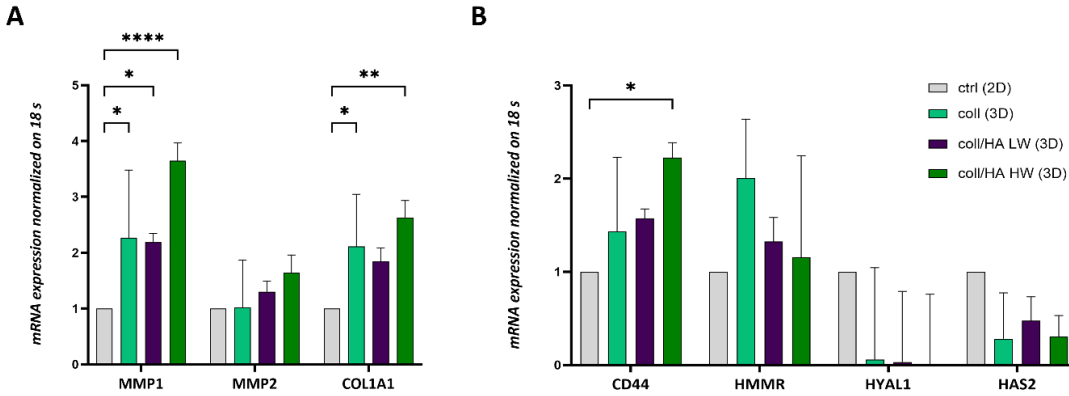 A
B
****
*
*
**
*
mRNA expression normalized on 18 s
5
4
3
2
1
0
MMP1 MMP2 COL1A1
*
mRNA expression normalized on 18 s
3
2
1
0
CD44 HMMR HYAL1 HAS2
ctrl (2D)
coll (3D)
coll/HA LW (3D)
coll/HA HW (3D)